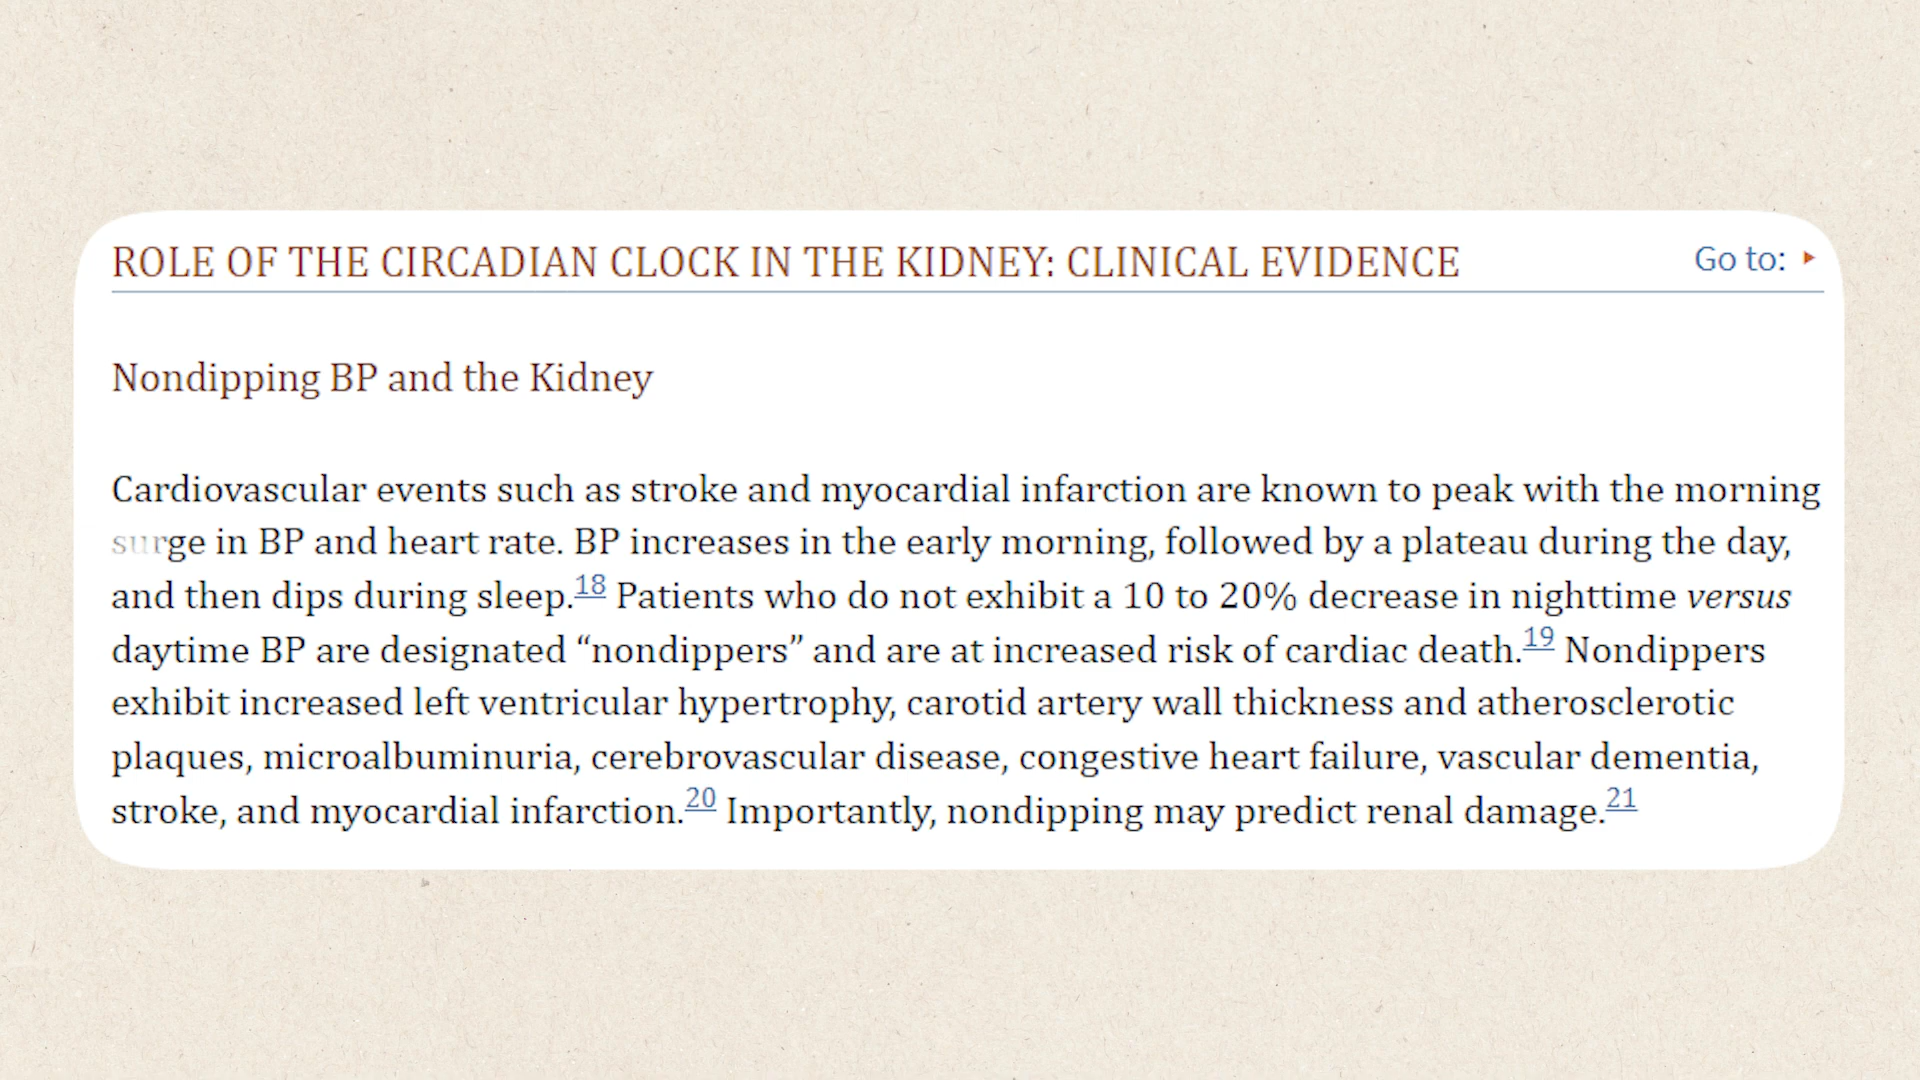 ROLE OF THE CIRCADIAN CLOCK IN THE KIDNEY: CLINICAL EVIDENCE Go to: ▸
Nondipping BP and the Kidney
Cardiovascular events such as stroke and myocardial infarction are known to peak with the morning
surge in BP and heart rate. BP increases in the early morning, followed by a plateau during the day,
and then dips during sleep.18 Patients who do not exhibit a 10 to 20% decrease in nighttime versus
daytime BP are designated “nondippers” and are at increased risk of cardiac death.19 Nondippers
exhibit increased left ventricular hypertrophy, carotid artery wall thickness and atherosclerotic
plaques, microalbuminuria, cerebrovascular disease, congestive heart failure, vascular dementia,
stroke, and myocardial infarction.20 Importantly, nondipping may predict renal damage.21